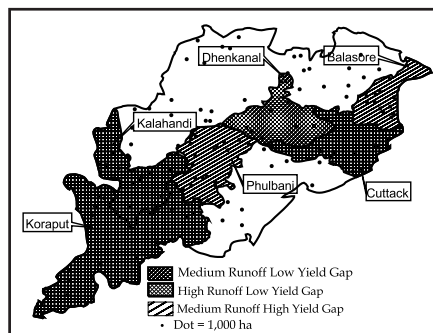 Dhenkanal
Balasore
Kalahandi
Phulbani
Koraput
Cuttack
Medium Runoff Low Yield Gap
High Runoff Low Yield Gap
Medium Runoff High Yield Gap
• Dot = 1,000 ha